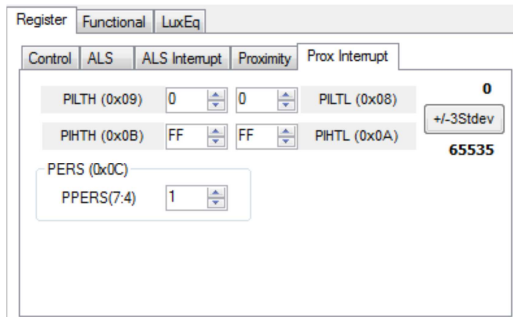 Register Functional LuxEq
Control ALS ALS Interrupt Proximity Prox Interrupt
PILTH (0x09) 0 0 PILTL (0x08) 0
+/-3Stdev
PIHTH (0x0B) FF FF PIHTL (0x0A) 65535
PERS (0x0C)
PPERS(7:4) 1